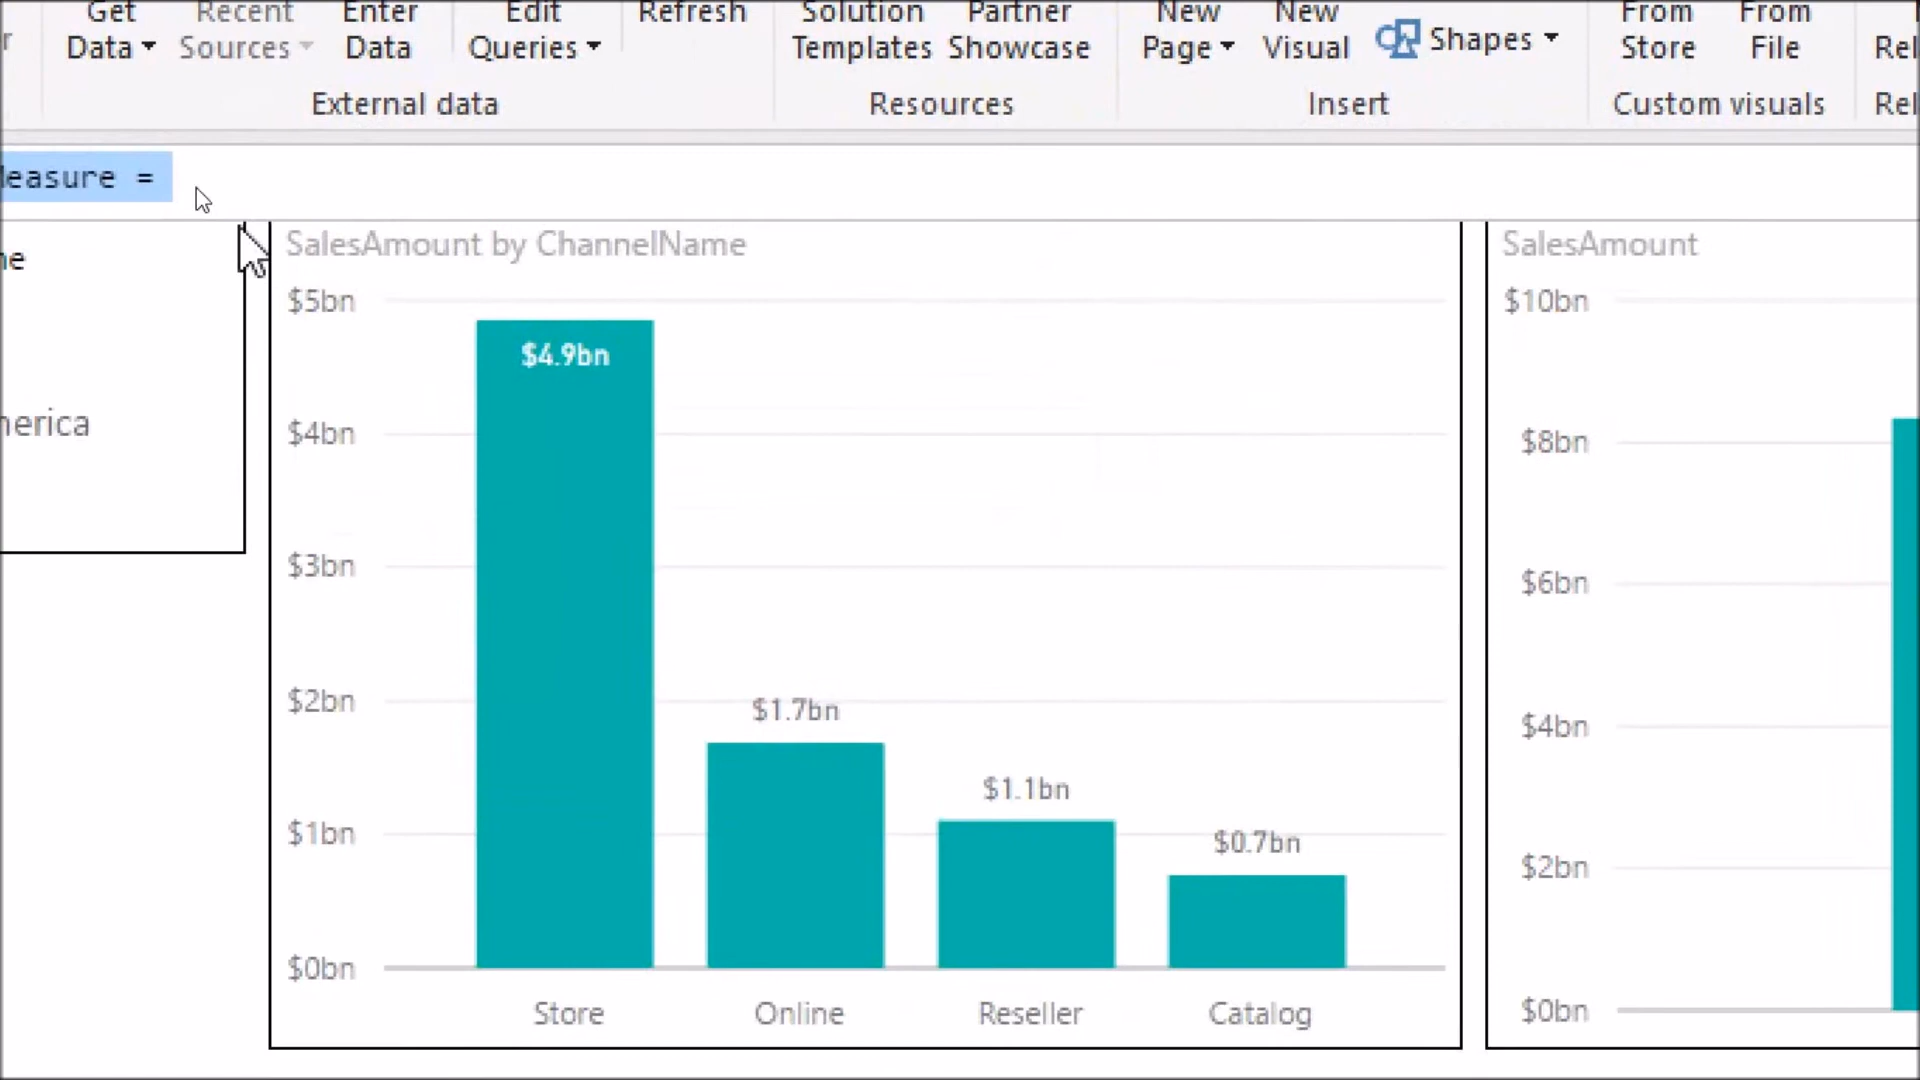 Get Data
Recent Sources
Enter Data
Edit Queries
Refresh
Solution Templates
Partner Showcase
New Page
New Visual
Shapes
From Store
From File
External data
Resources
Insert
Custom visuals
Measure =
SalesAmount by ChannelName
$5bn
$4bn
$3bn
$2bn
$1bn
$0bn
$4.9bn
$1.7bn
$1.1bn
$0.7bn
Store
Online
Reseller
Catalog
SalesAmount
$10bn
$8bn
$6bn
$4bn
$2bn
$0bn